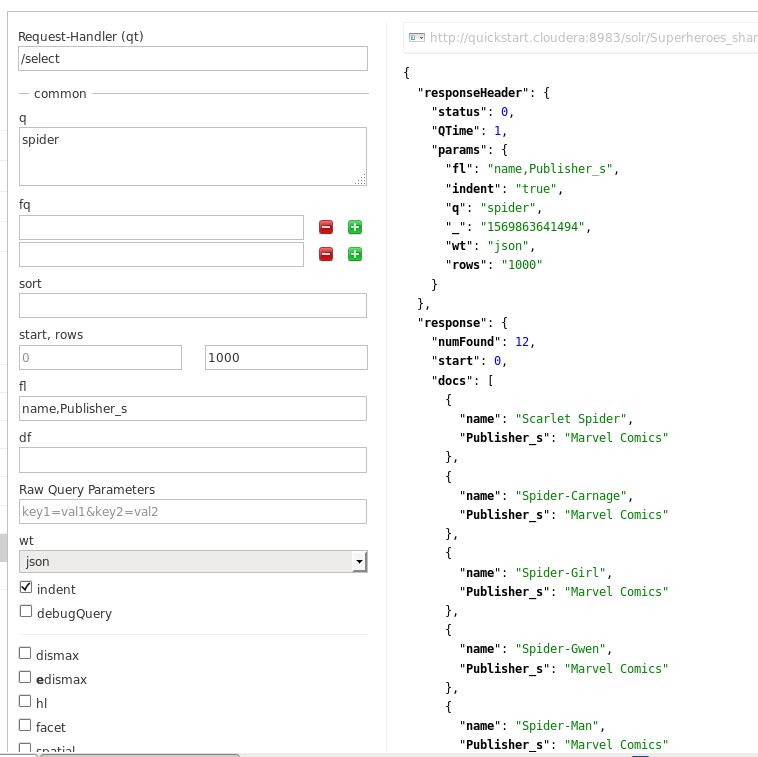 Request-Handler (qt)
/select
common
q
spider
fq
sort
start, rows
0
1000
fl
name,Publisher_s
df
Raw Query Parameters
key1=val1&key2=val2
wt
json
indent
debugQuery
dismax
edismax
hl
facet
spatial
http://quickstart.cloudera:8983/solr/Superheroes_shar
{
"responseHeader": {
"status": 0,
"QTime": 1,
"params": {
"fl": "name,Publisher_s",
"indent": "true",
"q": "spider",
"_": "1569863641494",
"wt": "json",
"rows": "1000"
}
},
"response": {
"numFound": 12,
"start": 0,
"docs": [
{
"name": "Scarlet Spider",
"Publisher_s": "Marvel Comics"
},
{
"name": "Spider-Carnage",
"Publisher_s": "Marvel Comics"
},
{
"name": "Spider-Girl",
"Publisher_s": "Marvel Comics"
},
{
"name": "Spider-Gwen",
"Publisher_s": "Marvel Comics"
},
{
"name": "Spider-Man",
"Publisher_s": "Marvel Comics"